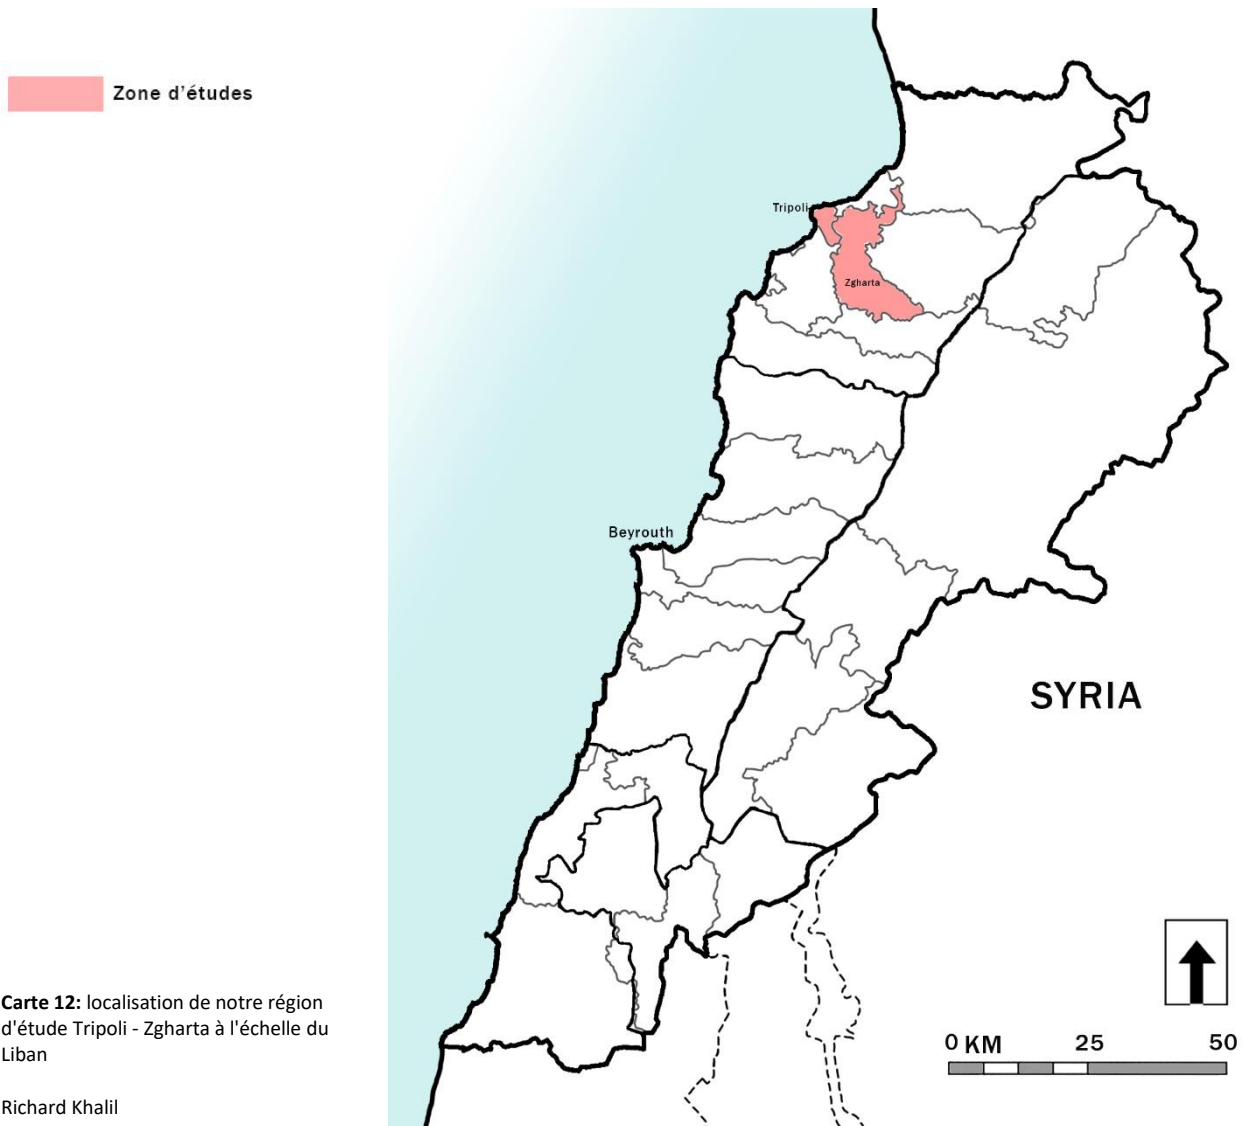 Zone d'études
Tripoli
Zgharta
Beyrouth
SYRIA
0 KM 25 50
Carte 12: localisation de notre région
d'étude Tripoli - Zgharta à l'échelle du
Liban
Richard Khalil